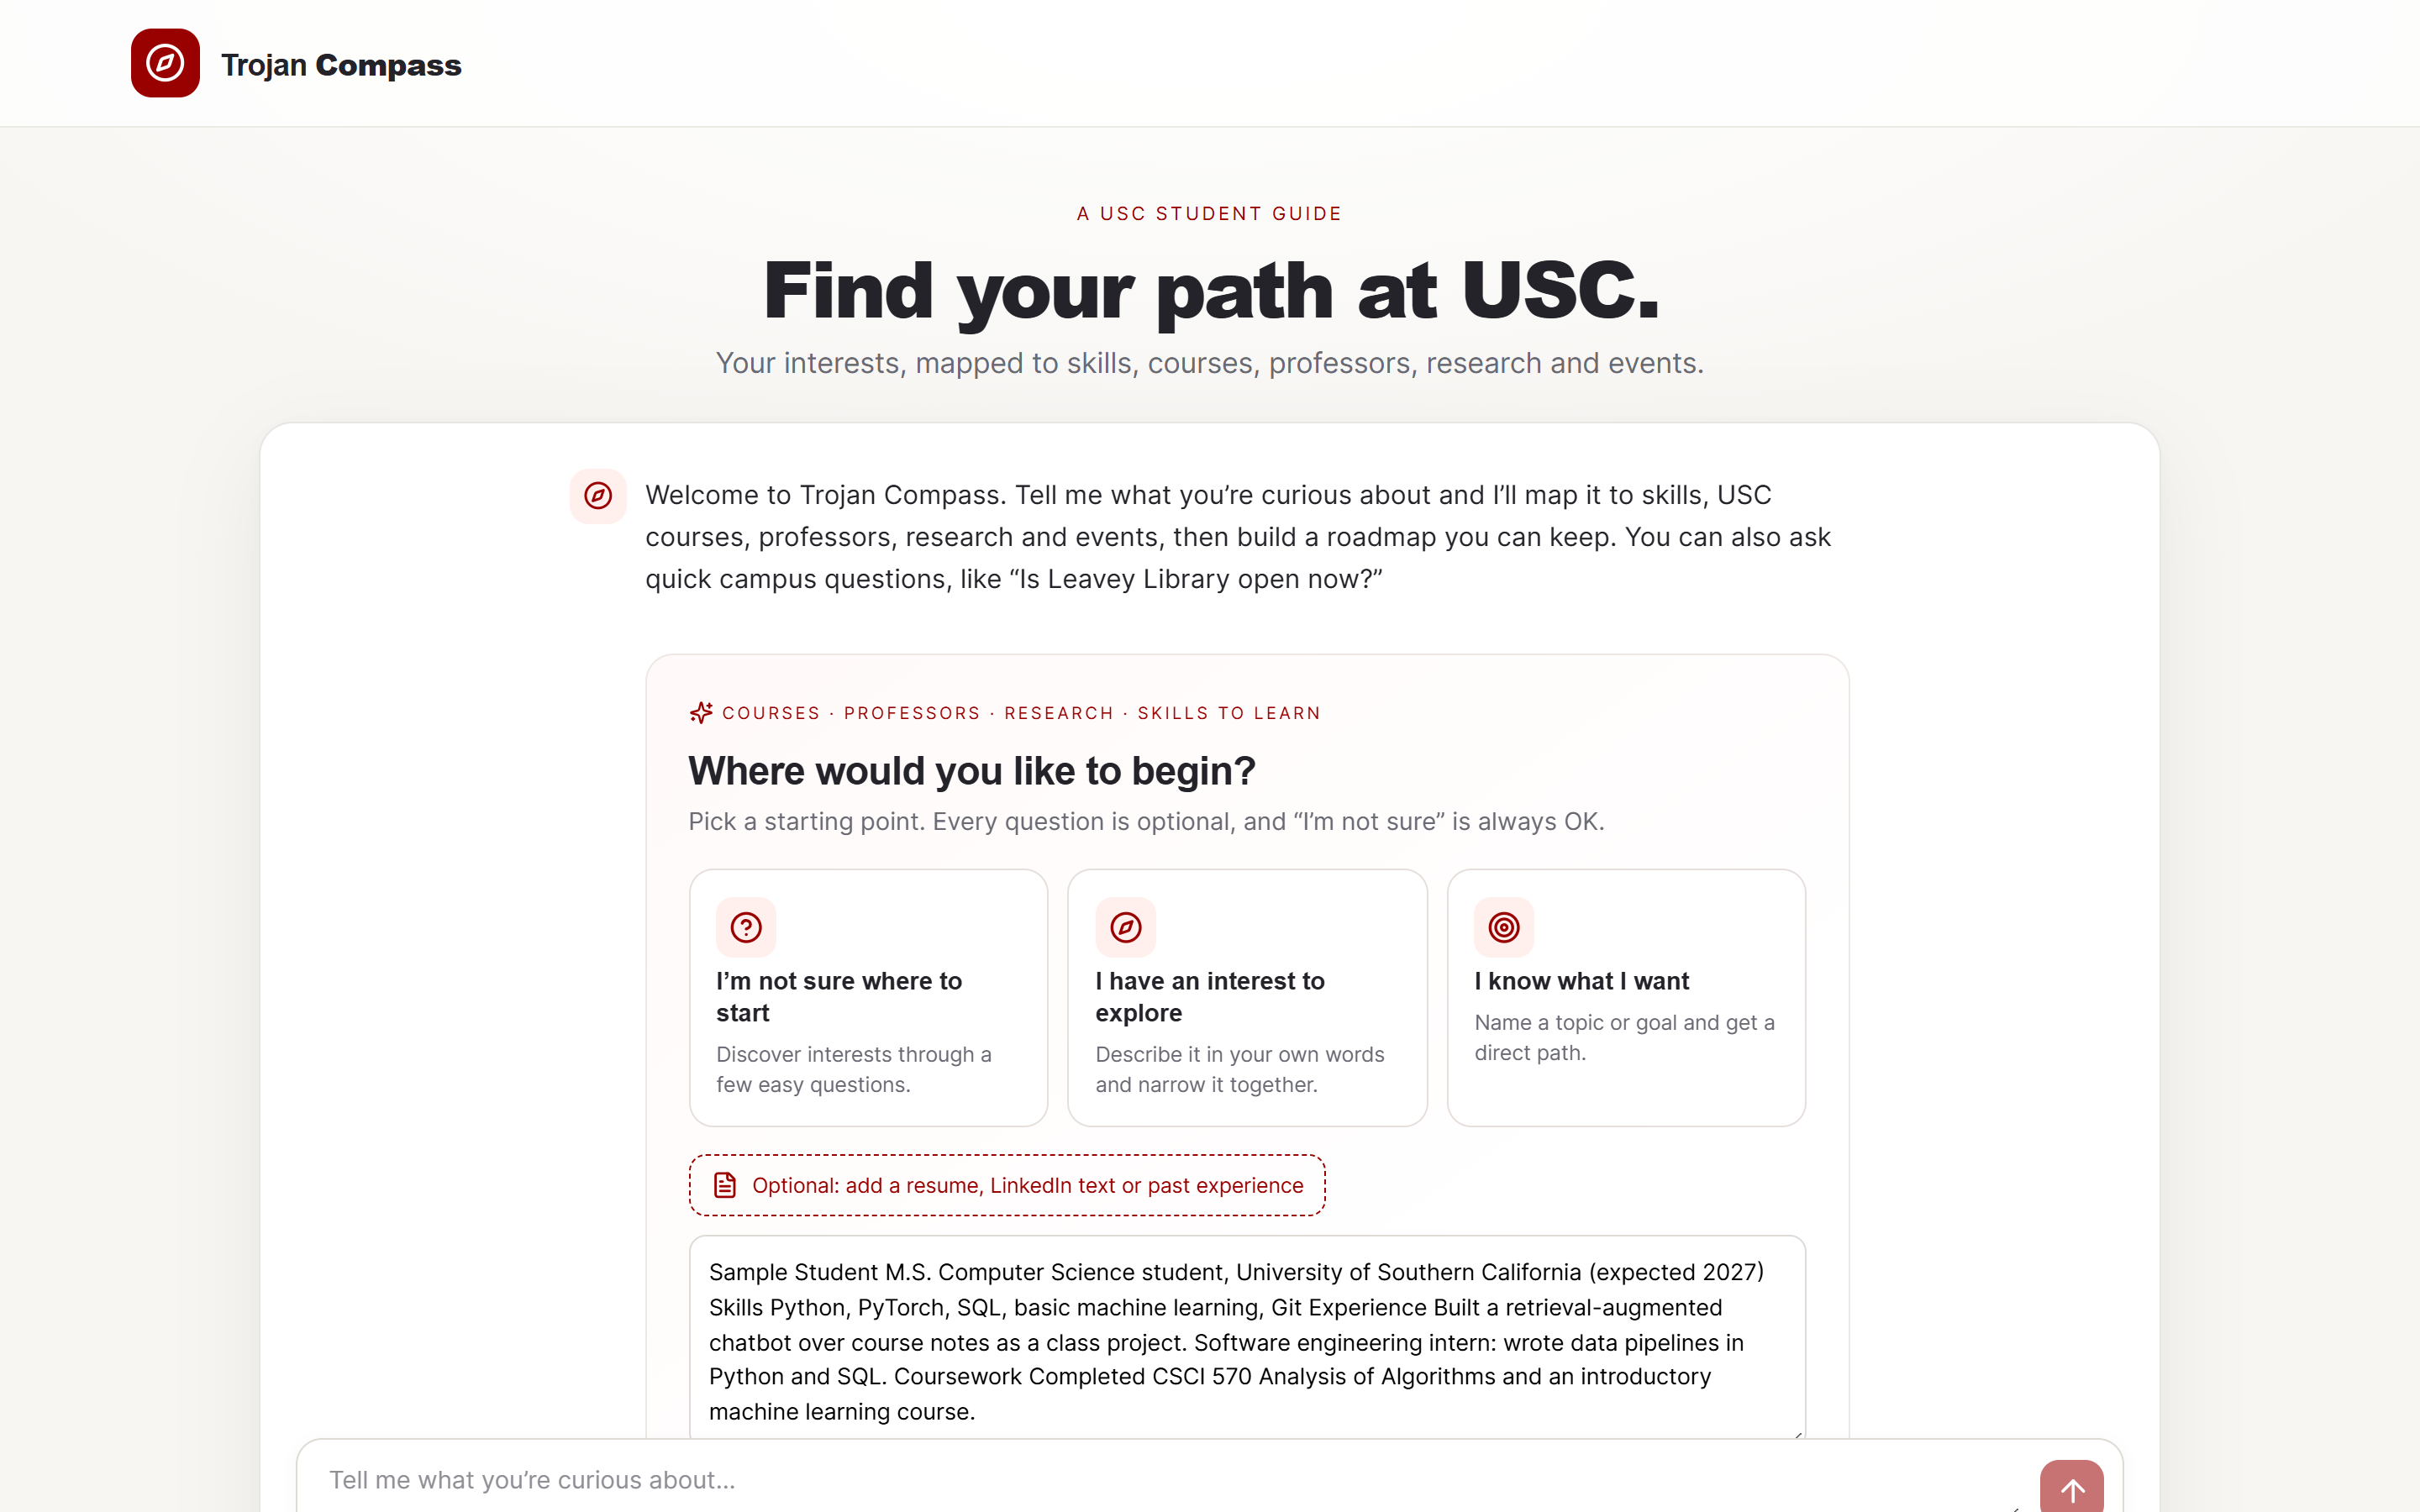 Trojan Compass
A USC STUDENT GUIDE
Find your path at USC.
Your interests, mapped to skills, courses, professors, research and events.
Welcome to Trojan Compass. Tell me what you’re curious about and I’ll map it to skills, USC
courses, professors, research and events, then build a roadmap you can keep. You can also ask
quick campus questions, like “Is Leavey Library open now?”
COURSES · PROFESSORS · RESEARCH · SKILLS TO LEARN
Where would you like to begin?
Pick a starting point. Every question is optional, and “I’m not sure” is always OK.
I’m not sure where to
start
Discover interests through a
few easy questions.
I have an interest to
explore
Describe it in your own words
and narrow it together.
I know what I want
Name a topic or goal and get a
direct path.
Optional: add a resume, LinkedIn text or past experience
Sample Student M.S. Computer Science student, University of Southern California (expected 2027)
Skills Python, PyTorch, SQL, basic machine learning, Git Experience Built a retrieval-augmented
chatbot over course notes as a class project. Software engineering intern: wrote data pipelines in
Python and SQL. Coursework Completed CSCI 570 Analysis of Algorithms and an introductory
machine learning course.
Tell me what you’re curious about...